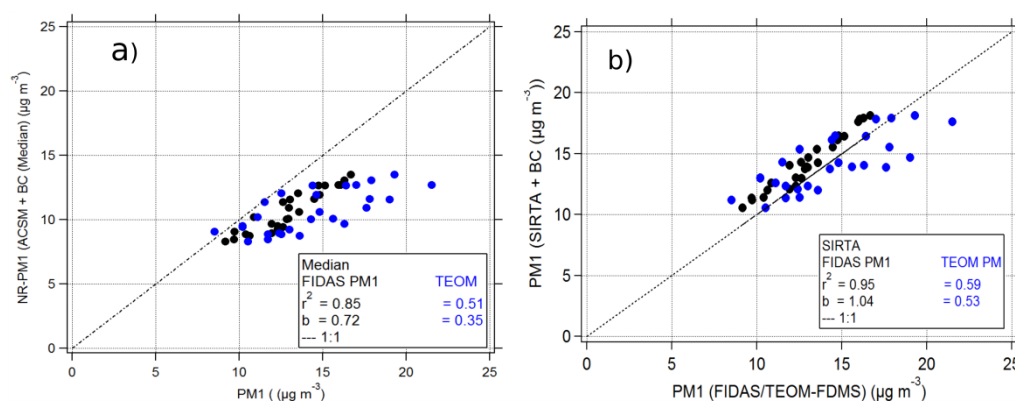 a)
NR-PM1 (ACSM + BC (Median) (µg m-3)
25
20
15
10
5
0
0 5 10 15 20 25
PM1 ( (µg m-3)
Median
FIDAS PM1 TEOM
r2 = 0.85 = 0.51
b = 0.72 = 0.35
--- 1:1
b)
PM1 (SIRTA + BC (µg m-3))
25
20
15
10
5
0
0 5 10 15 20 25
PM1 (FIDAS/TEOM-FDMS) (µg m-3)
SIRTA
FIDAS PM1 TEOM PM
r2 = 0.95 = 0.59
b = 1.04 = 0.53
--- 1:1